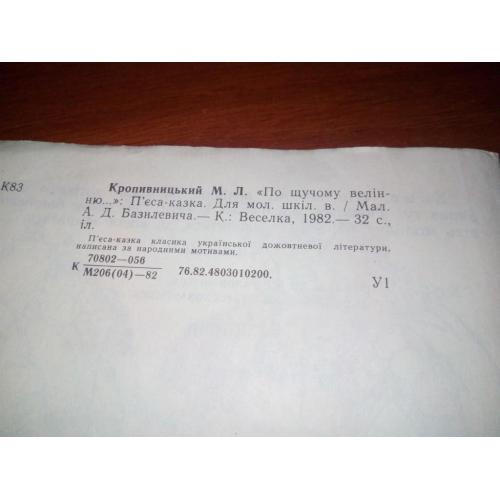 К83
Кропивницький М. Л. «По щучому велін-
ню...»: П'єса-казка. Для мол. шкіл. в. / Мал.
А. Д. Базилевича.— К.: Веселка, 1982.— 32 с.,
іл.
П'єса-казка класика української дожовтневої літератури,
написана за народними мотивами.
К 70802—056
М206(04)—82 76.82.4803010200.
У1